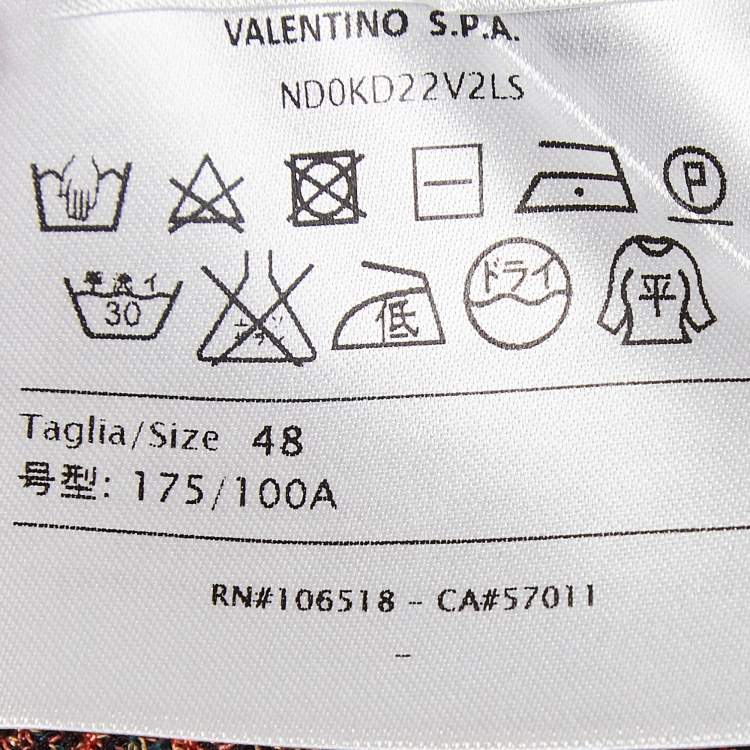 VALENTINO S.P.A.
ND0KD22V2LS
P
手洗イ
30
低
ドライ
平
Taglia/Size 48
号型: 175/100A
RN#106518 - CA#57011
-